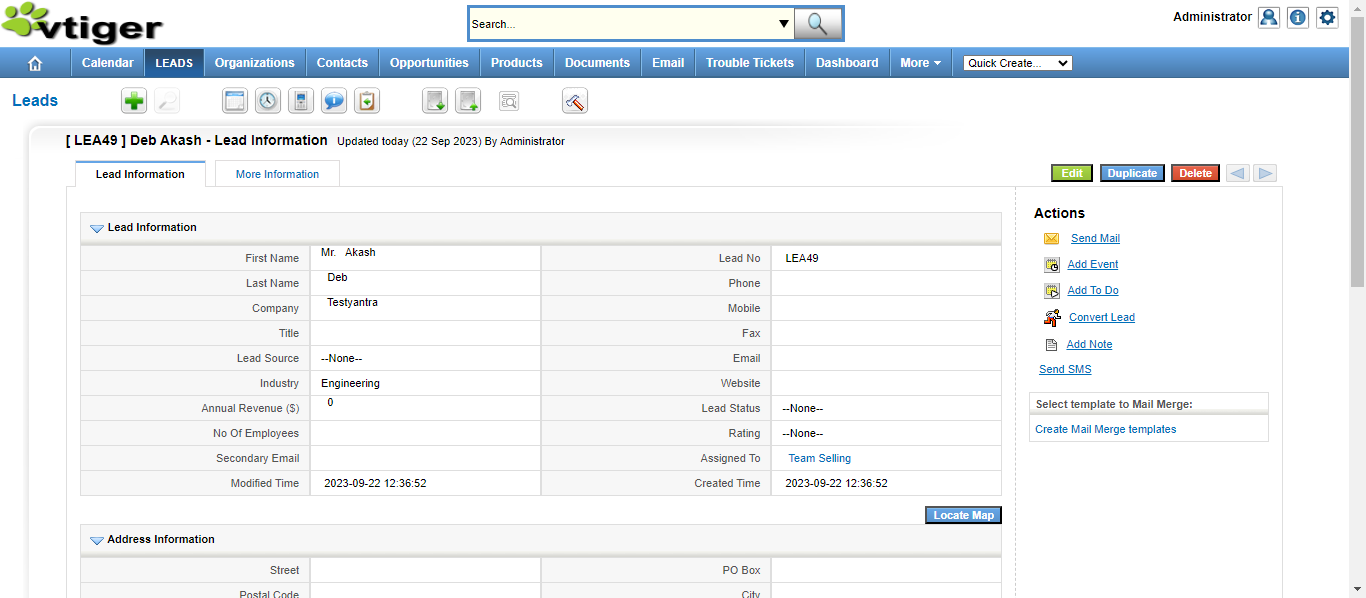 vtiger
Search...
Administrator
Calendar LEADS Organizations Contacts Opportunities Products Documents Email Trouble Tickets Dashboard More Quick Create...
Leads
[ LEA49 ] Deb Akash - Lead Information Updated today (22 Sep 2023) By Administrator
Lead Information More Information
Edit Duplicate Delete
Lead Information
First Name Mr. Akash Lead No LEA49
Last Name Deb Phone
Company Testyantra Mobile
Title Fax
Lead Source --None-- Email
Industry Engineering Website
Annual Revenue ($) 0 Lead Status --None--
No Of Employees Rating --None--
Secondary Email Assigned To Team Selling
Modified Time 2023-09-22 12:36:52 Created Time 2023-09-22 12:36:52
Locate Map
Address Information
Street PO Box
Postal Code City
Actions
Send Mail
Add Event
Add To Do
Convert Lead
Add Note
Send SMS
Select template to Mail Merge:
Create Mail Merge templates